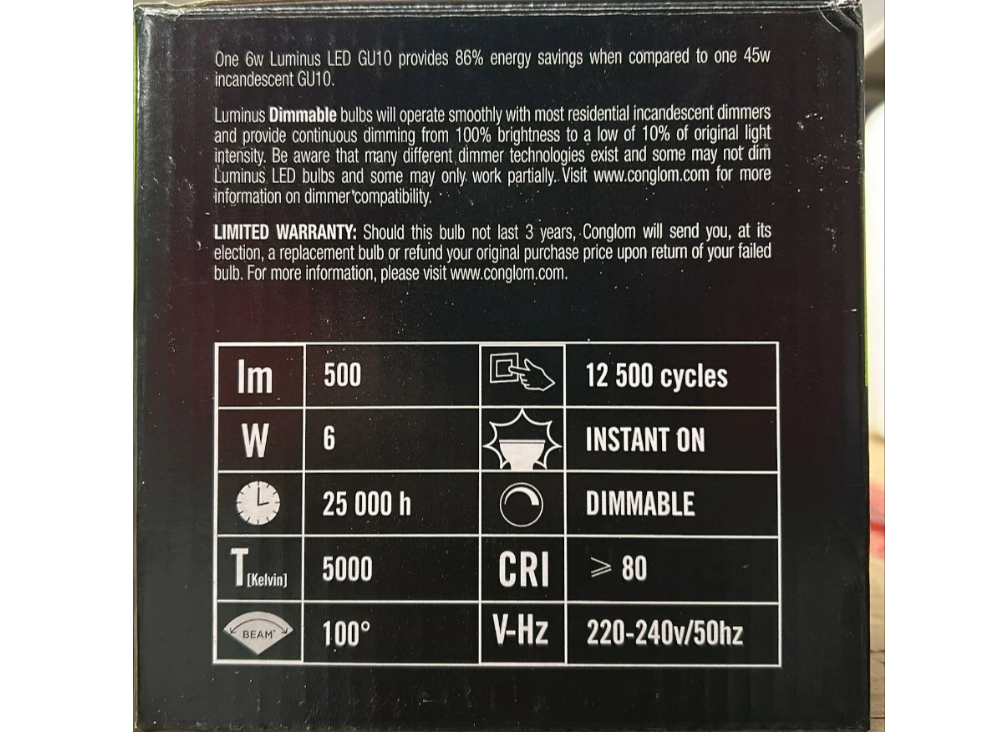 One 6w Luminus LED GU10 provides 86% energy savings when compared to one 45w
incandescent GU10.
Luminus Dimmable bulbs will operate smoothly with most residential incandescent dimmers
and provide continuous dimming from 100% brightness to a low of 10% of original light
intensity. Be aware that many different dimmer technologies exist and some may not dim
Luminus LED bulbs and some may only work partially. Visit www.conglom.com for more
information on dimmer compatibility.
LIMITED WARRANTY: Should this bulb not last 3 years, Conglom will send you, at its
election, a replacement bulb or refund your original purchase price upon return of your failed
bulb. For more information, please visit www.conglom.com.
lm 500 12 500 cycles
W 6 INSTANT ON
25 000 h DIMMABLE
T [Kelvin] 5000 CRI ⩾ 80
BEAM° 100° V-Hz 220-240v/50hz